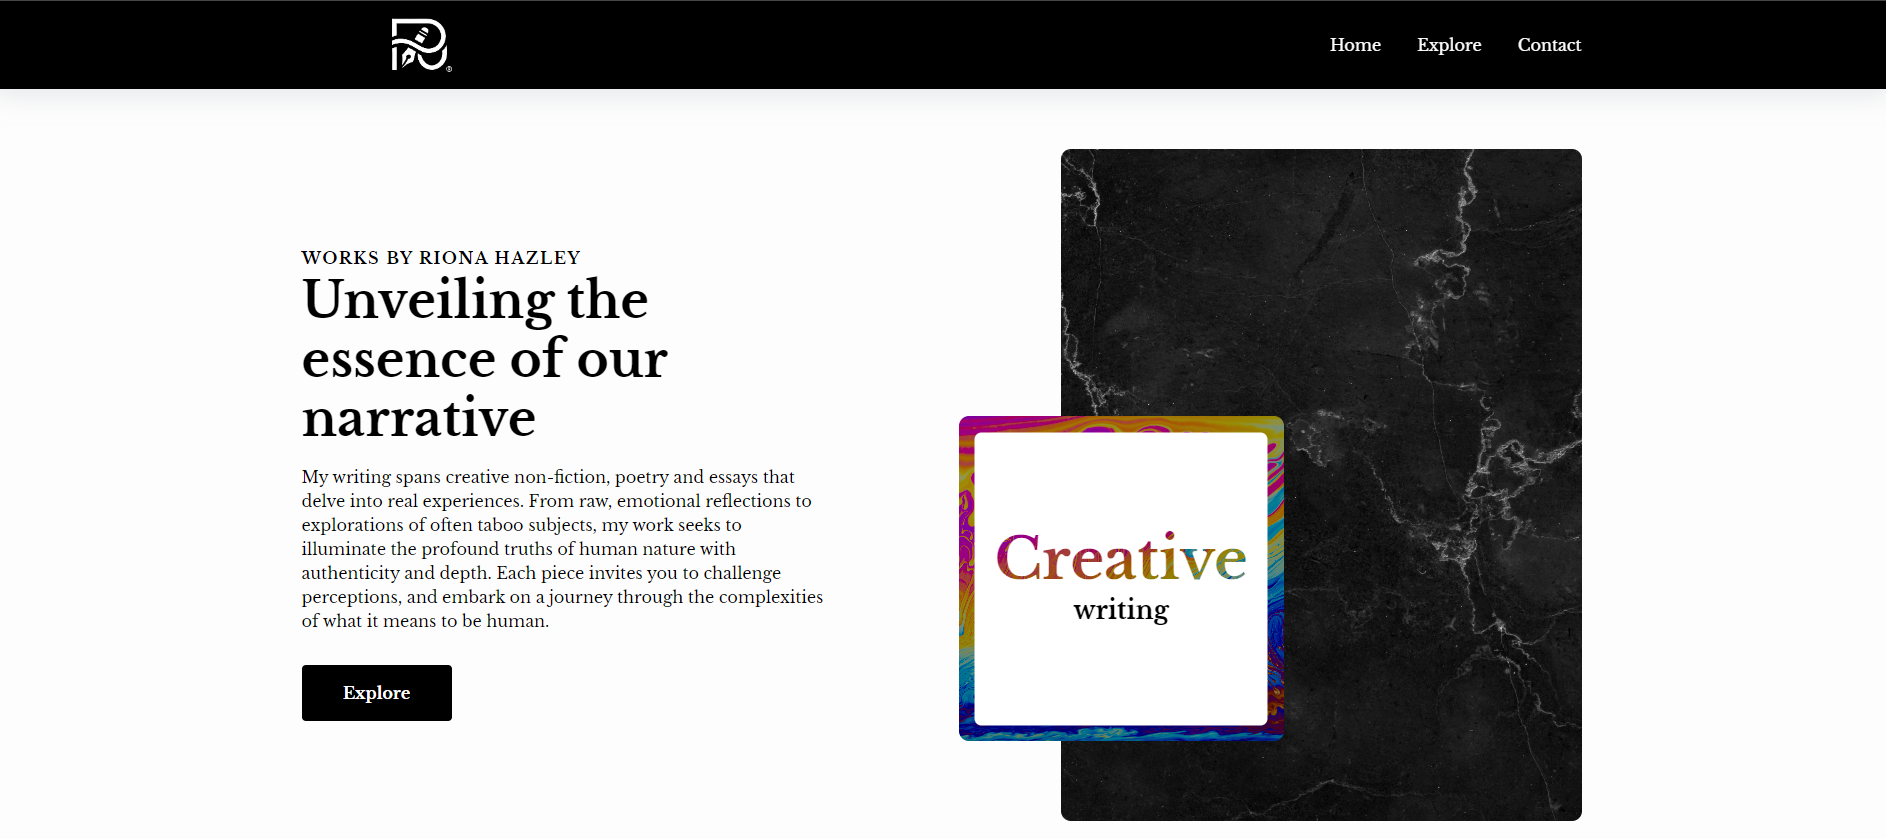 Home Explore Contact
WORKS BY RIONA HAZLEY
Unveiling the
essence of our
narrative
My writing spans creative non-fiction, poetry and essays that
delve into real experiences. From raw, emotional reflections to
explorations of often taboo subjects, my work seeks to
illuminate the profound truths of human nature with
authenticity and depth. Each piece invites you to challenge
perceptions, and embark on a journey through the complexities
of what it means to be human.
Explore
Creative
writing